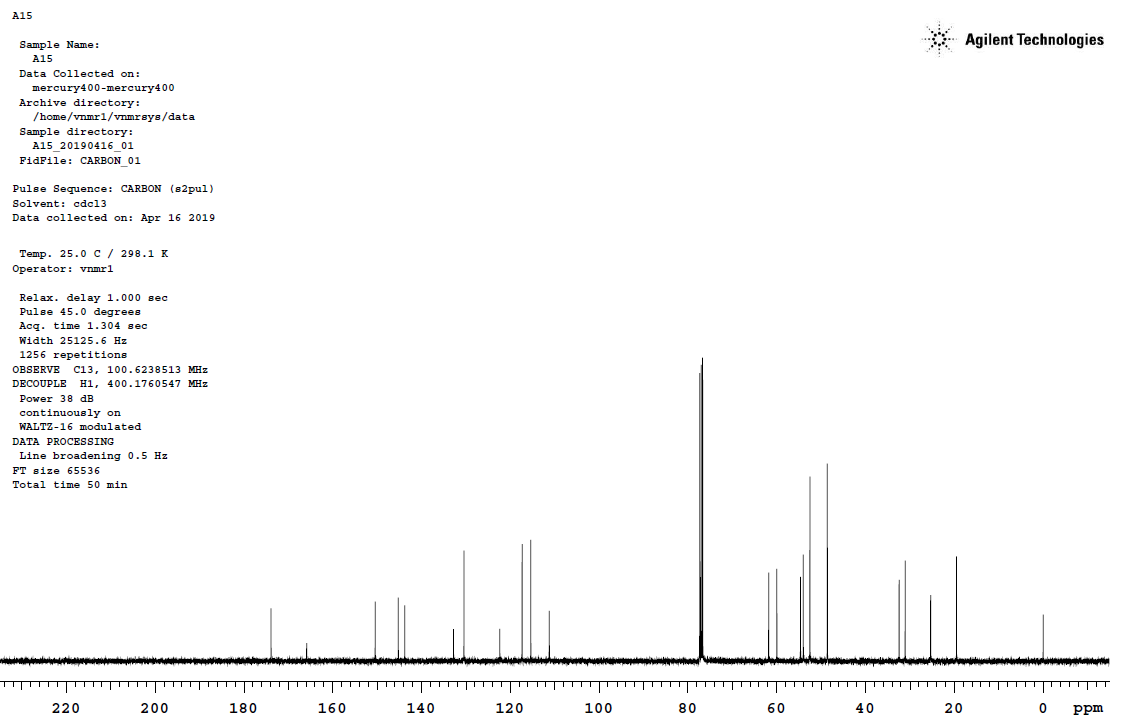 A15
Sample Name:
A15
Data Collected on:
mercury400-mercury400
Archive directory:
/home/vnmr1/vnmrsys/data
Sample directory:
A15_20190416_01
FidFile: CARBON_01
Pulse Sequence: CARBON (s2pul)
Solvent: cdcl3
Data collected on: Apr 16 2019
Temp. 25.0 C / 298.1 K
Operator: vnmr1
Relax. delay 1.000 sec
Pulse 45.0 degrees
Acq. time 1.304 sec
Width 25125.6 Hz
1256 repetitions
OBSERVE C13, 100.6238513 MHz
DECOUPLE H1, 400.1760547 MHz
Power 38 dB
continuously on
WALTZ-16 modulated
DATA PROCESSING
Line broadening 0.5 Hz
FT size 65536
Total time 50 min
Agilent Technologies
220 200 180 160 140 120 100 80 60 40 20 0 ppm